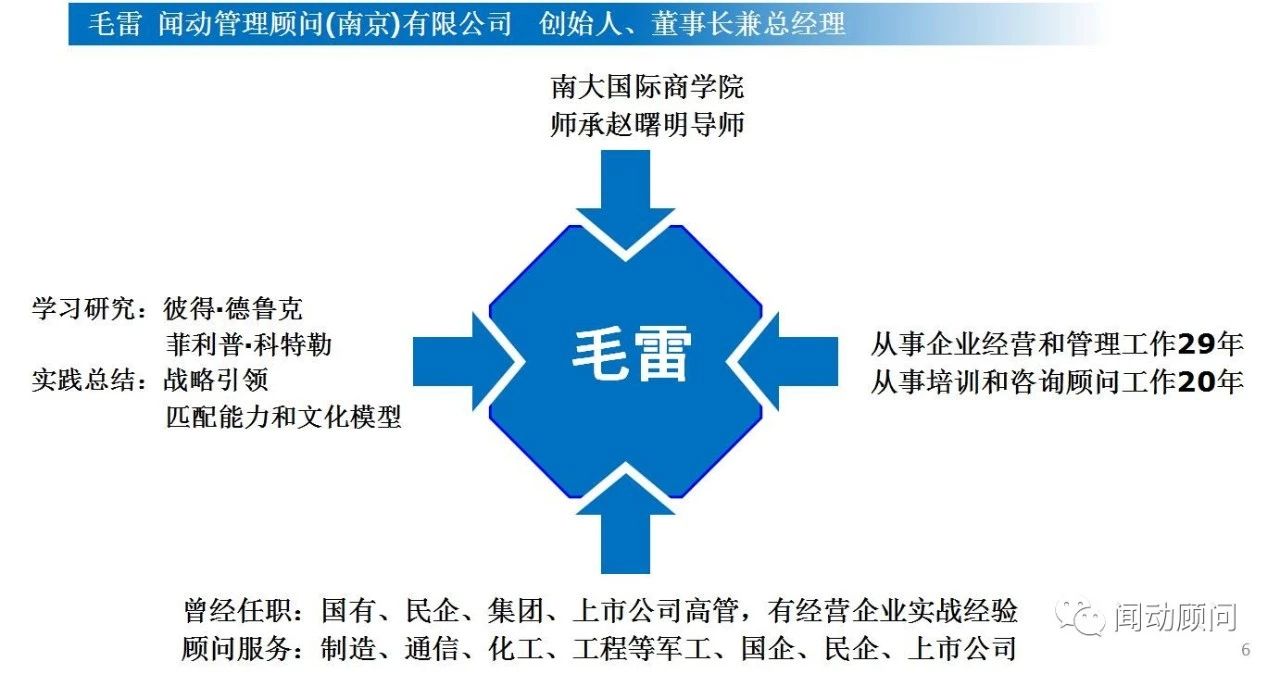 毛雷 闻动管理顾问(南京)有限公司 创始人、董事长兼总经理
南大国际商学院
师承赵曙明导师
学习研究：彼得·德鲁克
菲利普·科特勒
实践总结：战略引领
匹配能力和文化模型
毛雷
从事企业经营和管理工作29年
从事培训和咨询顾问工作20年
曾经任职：国有、民企、集团、上市公司高管，有经营企业实战经验
顾问服务：制造、通信、化工、工程等军工、国企、民企、上市公司
闻动顾问
6